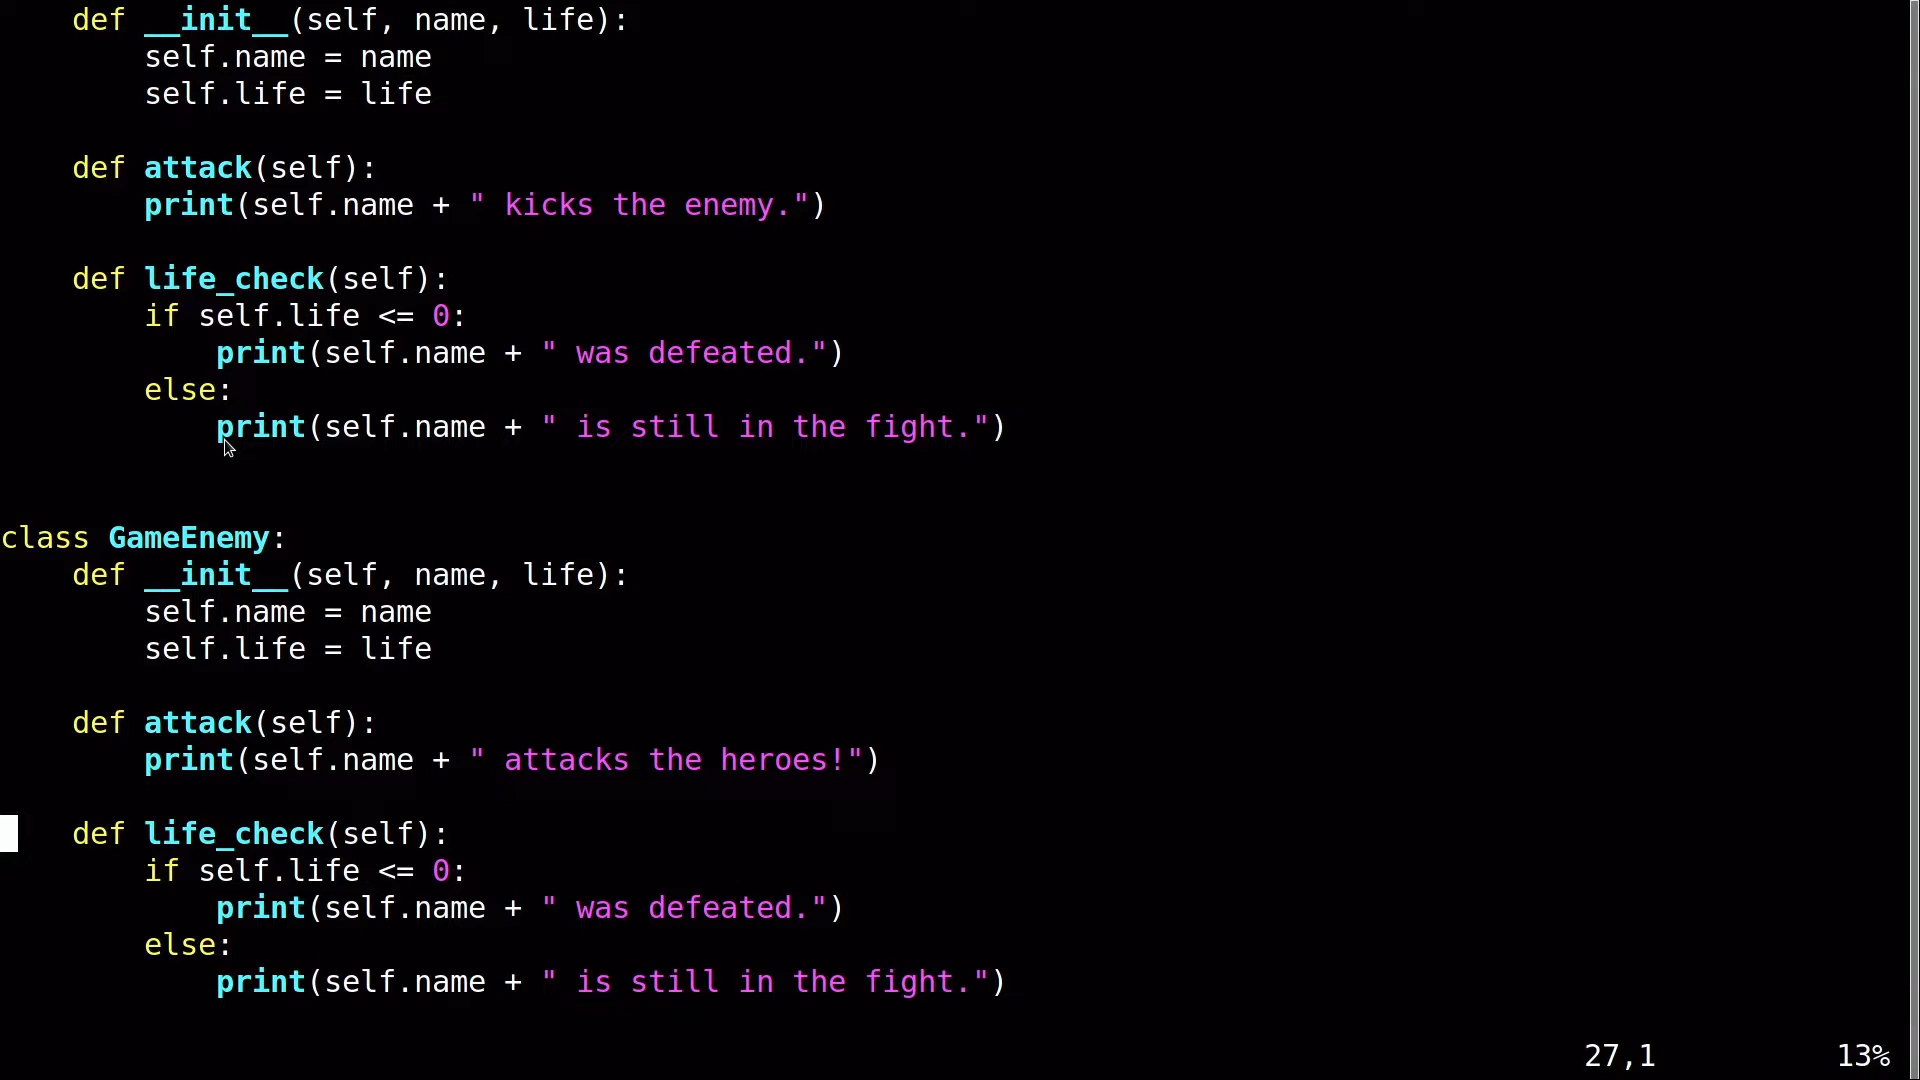 def __init__(self, name, life):
        self.name = name
        self.life = life

    def attack(self):
        print(self.name + " kicks the enemy.")

    def life_check(self):
        if self.life <= 0:
            print(self.name + " was defeated.")
        else:
            print(self.name + " is still in the fight.")


class GameEnemy:
    def __init__(self, name, life):
        self.name = name
        self.life = life

    def attack(self):
        print(self.name + " attacks the heroes!")

    def life_check(self):
        if self.life <= 0:
            print(self.name + " was defeated.")
        else:
            print(self.name + " is still in the fight.")

27,1 13%